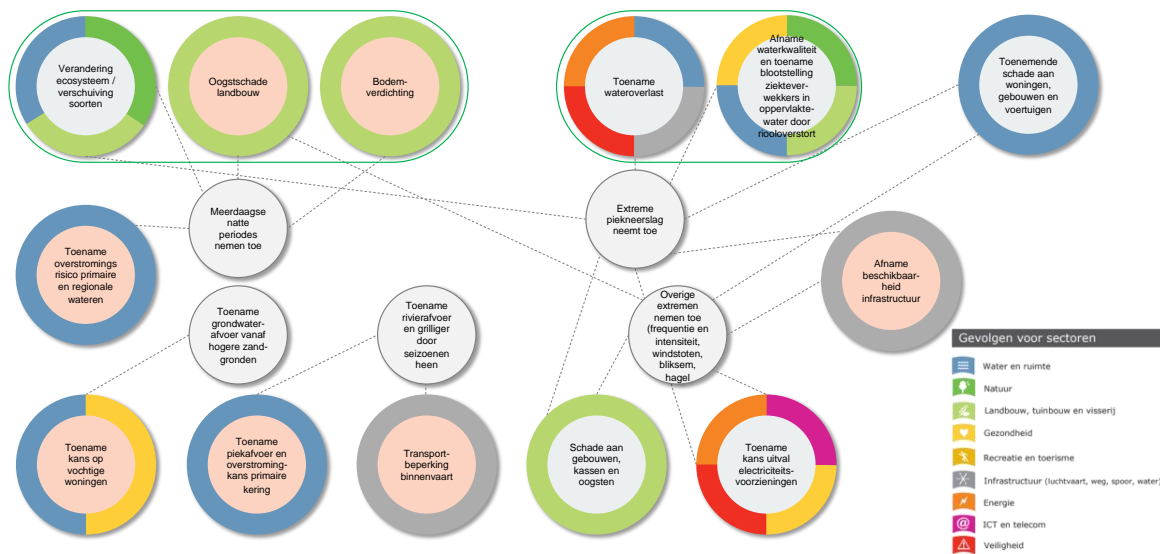 Verandering
ecosysteem /
verschuiving
soorten
Oogstschade
landbouw
Bodem-
verdichting
Toename
wateroverlast
Afname
waterkwaliteit
en toename
blootstelling
ziektever-
wekkers in
oppervlakte-
water door
riooloverstort
Toenemende
schade aan
woningen,
gebouwen en
voertuigen
Meerdaagse
natte
periodes
nemen toe
Extreme
piekneerslag
neemt toe
Toename
overstromings
risico primaire
en regionale
wateren
Toename
grondwater-
afvoer vanaf
hogere zand-
gronden
Toename
rivierafvoer
en grilliger
door
seizoenen
heen
Overige
extremen
nemen toe
(frequentie en
intensiteit,
windstoten,
bliksem,
hagel
Afname
beschikbaar-
heid
infrastructuur
Toename
kans op
vochtige
woningen
Toename
piekafvoer en
overstroming-
kans primaire
kering
Transport-
beperking
binnenvaart
Schade aan
gebouwen,
kassen en
oogsten
Toename
kans uitval
electriciteits-
voorzieningen
Gevolgen voor sectoren
Water en ruimte
Natuur
Landbouw, tuinbouw en visserij
Gezondheid
Recreatie en toerisme
Infrastructuur (luchtvaart, weg, spoor, water)
Energie
@ ICT en telecom
Veiligheid